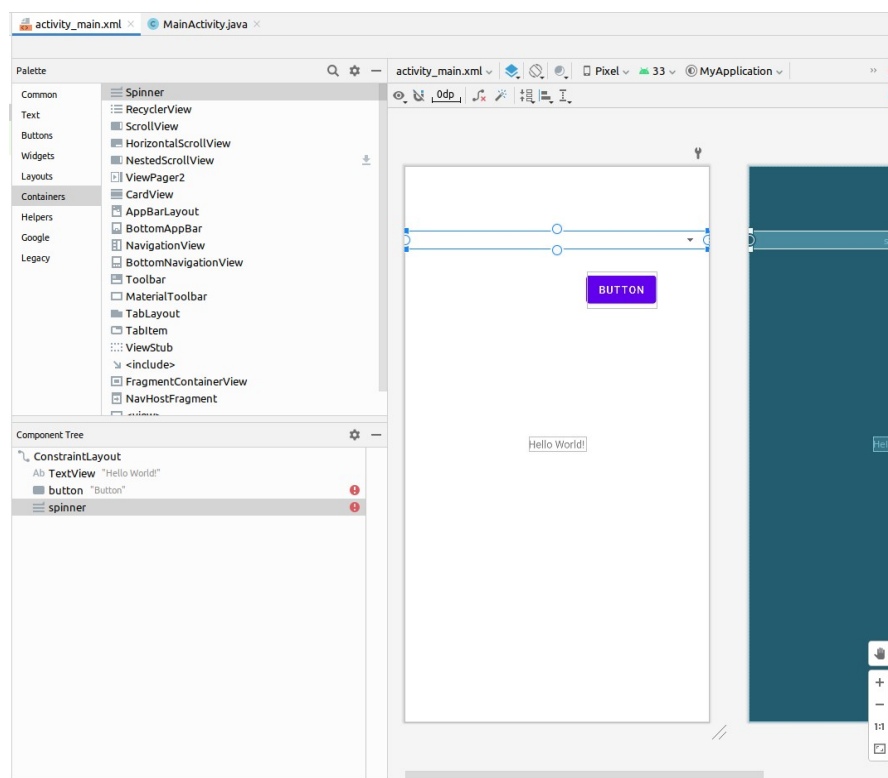 activity_main.xml MainActivity.java
Palette
activity_main.xml Pixel 33 MyApplication
Common
Text
Buttons
Widgets
Layouts
Containers
Helpers
Google
Legacy
Spinner
RecyclerView
ScrollView
HorizontalScrollView
NestedScrollView
ViewPager2
CardView
AppBarLayout
BottomAppBar
NavigationView
BottomNavigationView
Toolbar
MaterialToolbar
TabLayout
TabItem
ViewStub
<include>
FragmentContainerView
NavHostFragment
<view>
0dp
BUTTON
Hello World!
Hel
Component Tree
ConstraintLayout
Ab TextView "Hello World!"
button "Button"
spinner
1:1